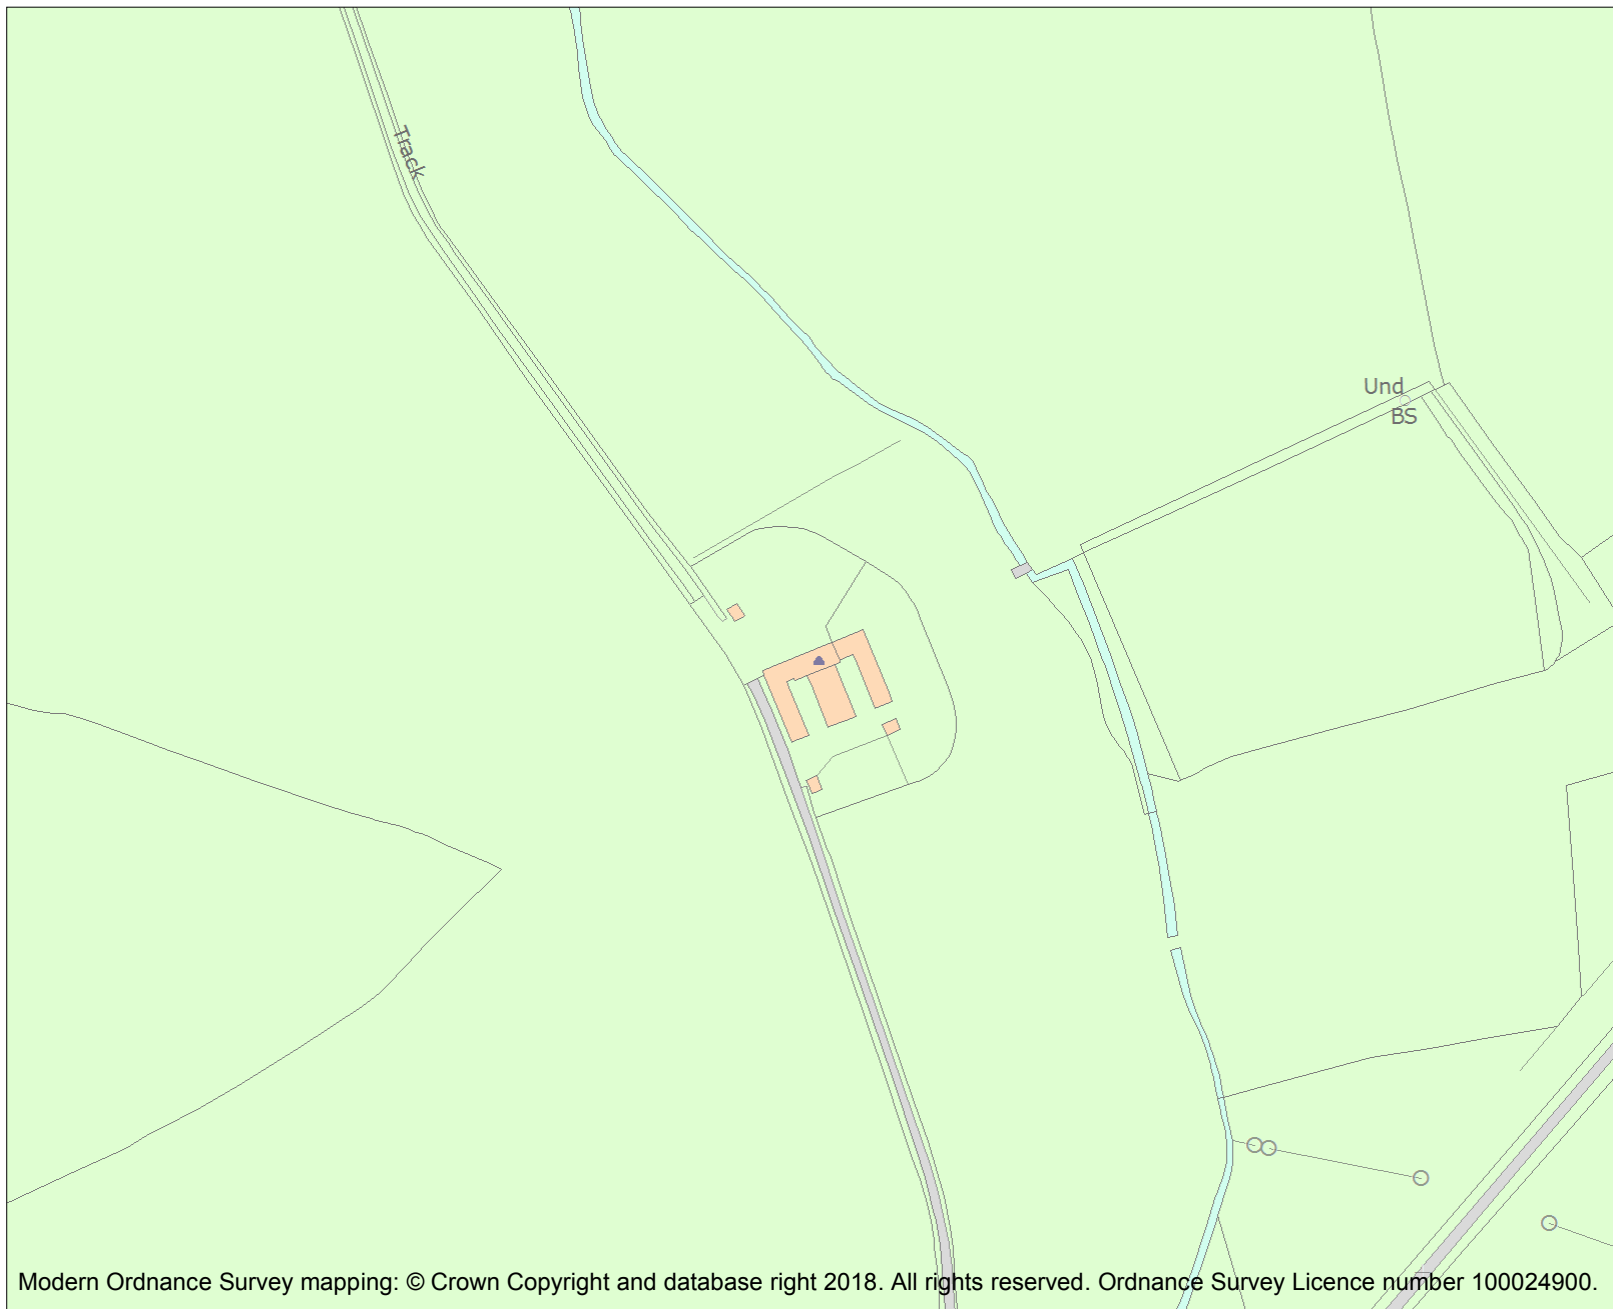 Track
Und
BS
Modern Ordnance Survey mapping: © Crown Copyright and database right 2018. All rights reserved. Ordnance Survey Licence number 100024900.